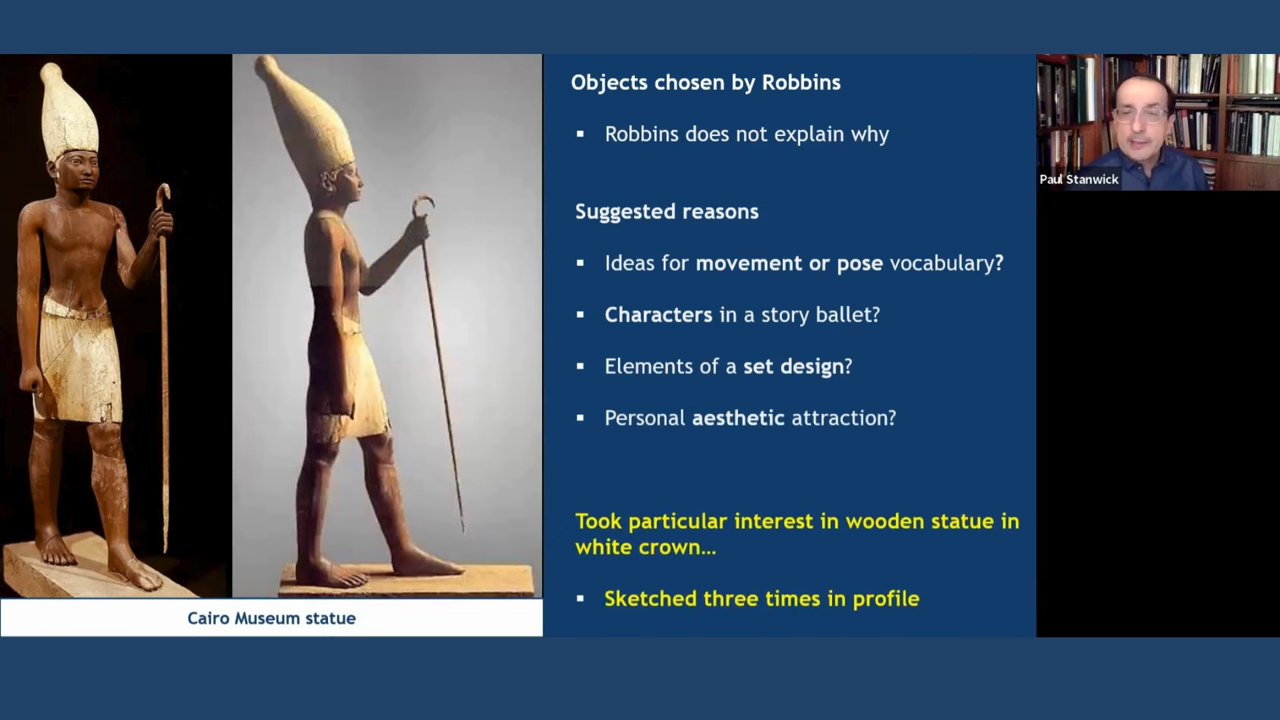 Objects chosen by Robbins
▪ Robbins does not explain why
Suggested reasons
▪ Ideas for movement or pose vocabulary?
▪ Characters in a story ballet?
▪ Elements of a set design?
▪ Personal aesthetic attraction?
Took particular interest in wooden statue in
white crown…
▪ Sketched three times in profile
Cairo Museum statue
Paul Stanwick